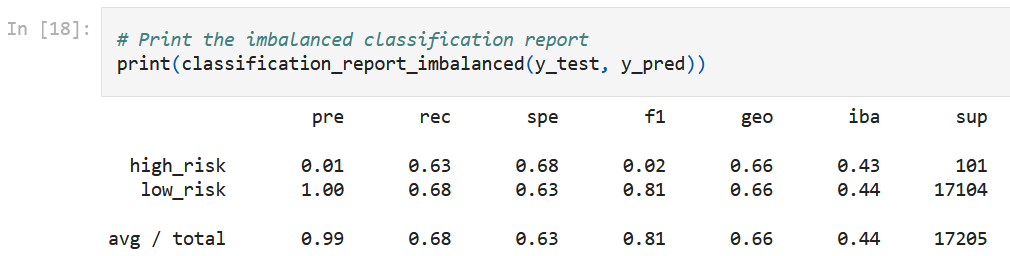 In [18]:
# Print the imbalanced classification report
print(classification_report_imbalanced(y_test, y_pred))
pre rec spe f1 geo iba sup
high_risk 0.01 0.63 0.68 0.02 0.66 0.43 101
low_risk 1.00 0.68 0.63 0.81 0.66 0.44 17104
avg / total 0.99 0.68 0.63 0.81 0.66 0.44 17205